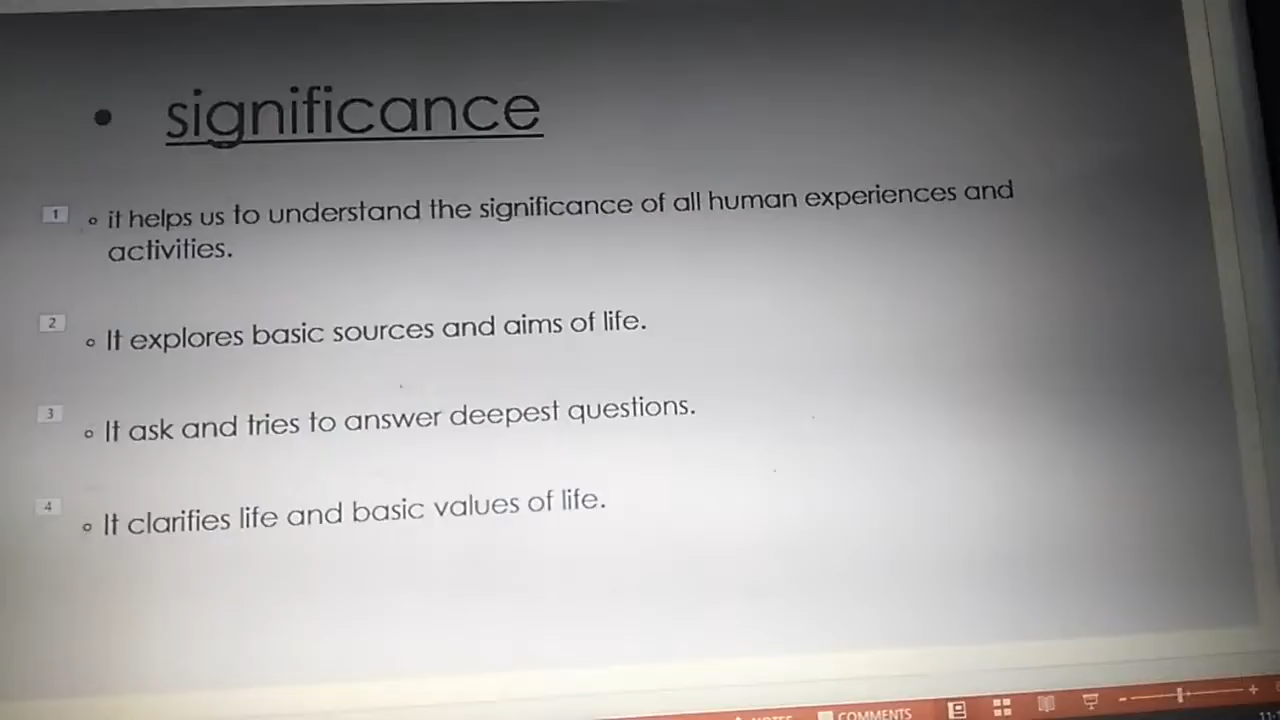 • significance
1 ∘ it helps us to understand the significance of all human experiences and
activities.
2 ∘ It explores basic sources and aims of life.
3 ∘ It ask and tries to answer deepest questions.
4 ∘ It clarifies life and basic values of life.
COMMENTS